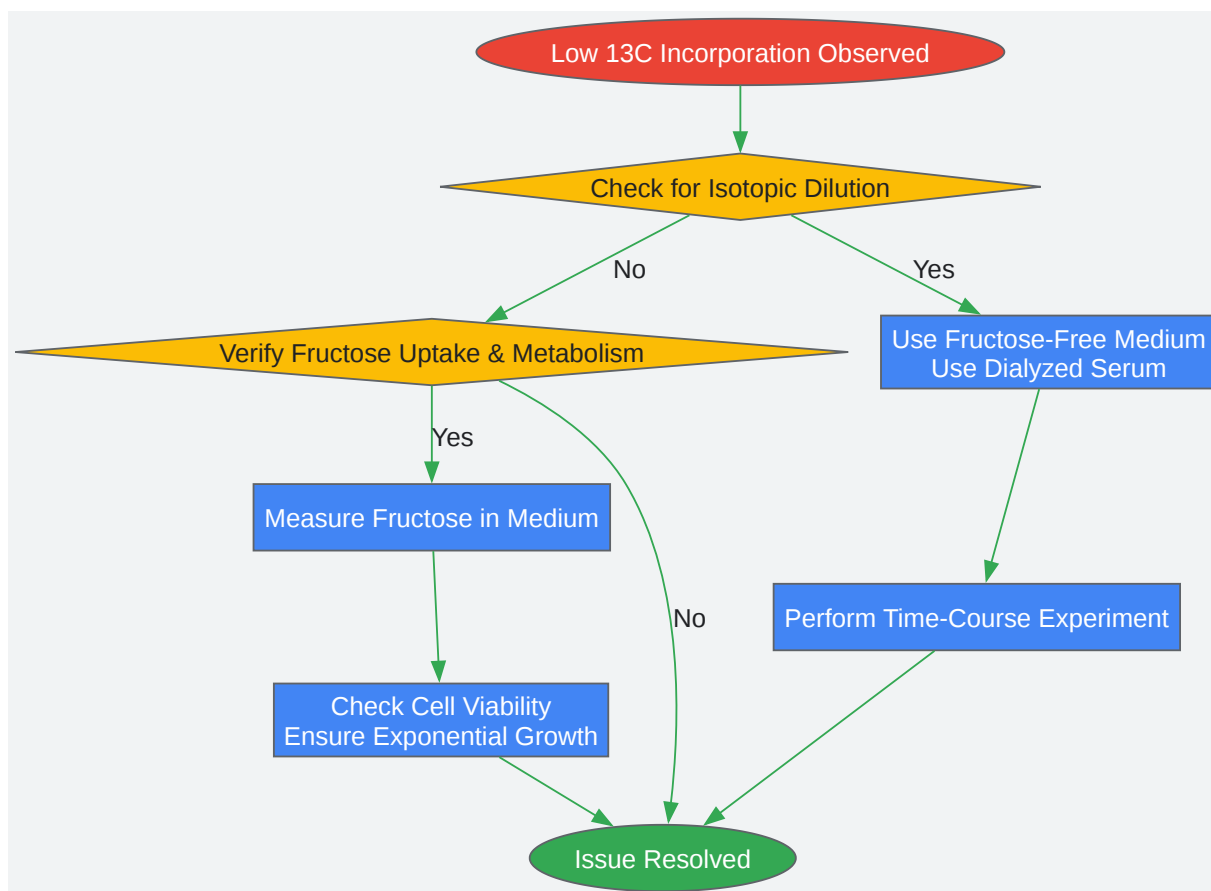 Low 13C Incorporation Observed
Check for Isotopic Dilution
No
Yes
Verify Fructose Uptake & Metabolism
Use Fructose-Free Medium
Use Dialyzed Serum
Yes
Measure Fructose in Medium
No
Perform Time-Course Experiment
Check Cell Viability
Ensure Exponential Growth
Issue Resolved